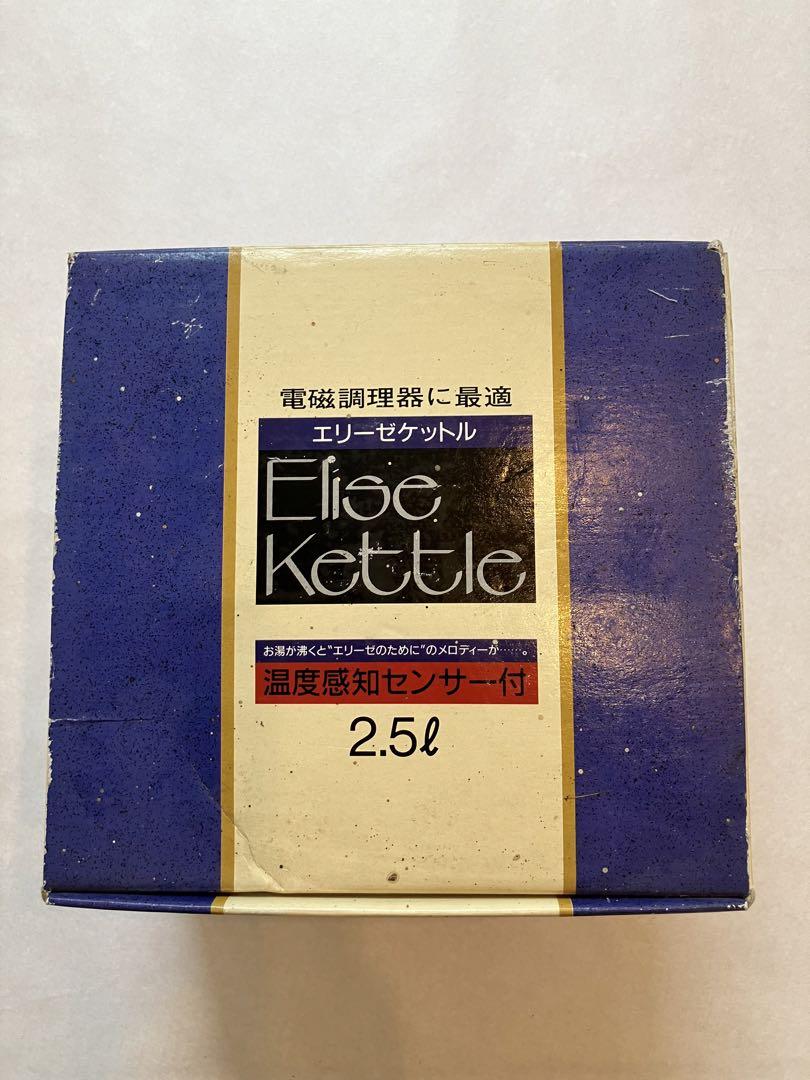 電磁調理器に最適
エリーゼケットル
Elise
Kettle
お湯が沸くと"エリーゼのために"のメロディーが……。
温度感知センサー付
2.5ℓ